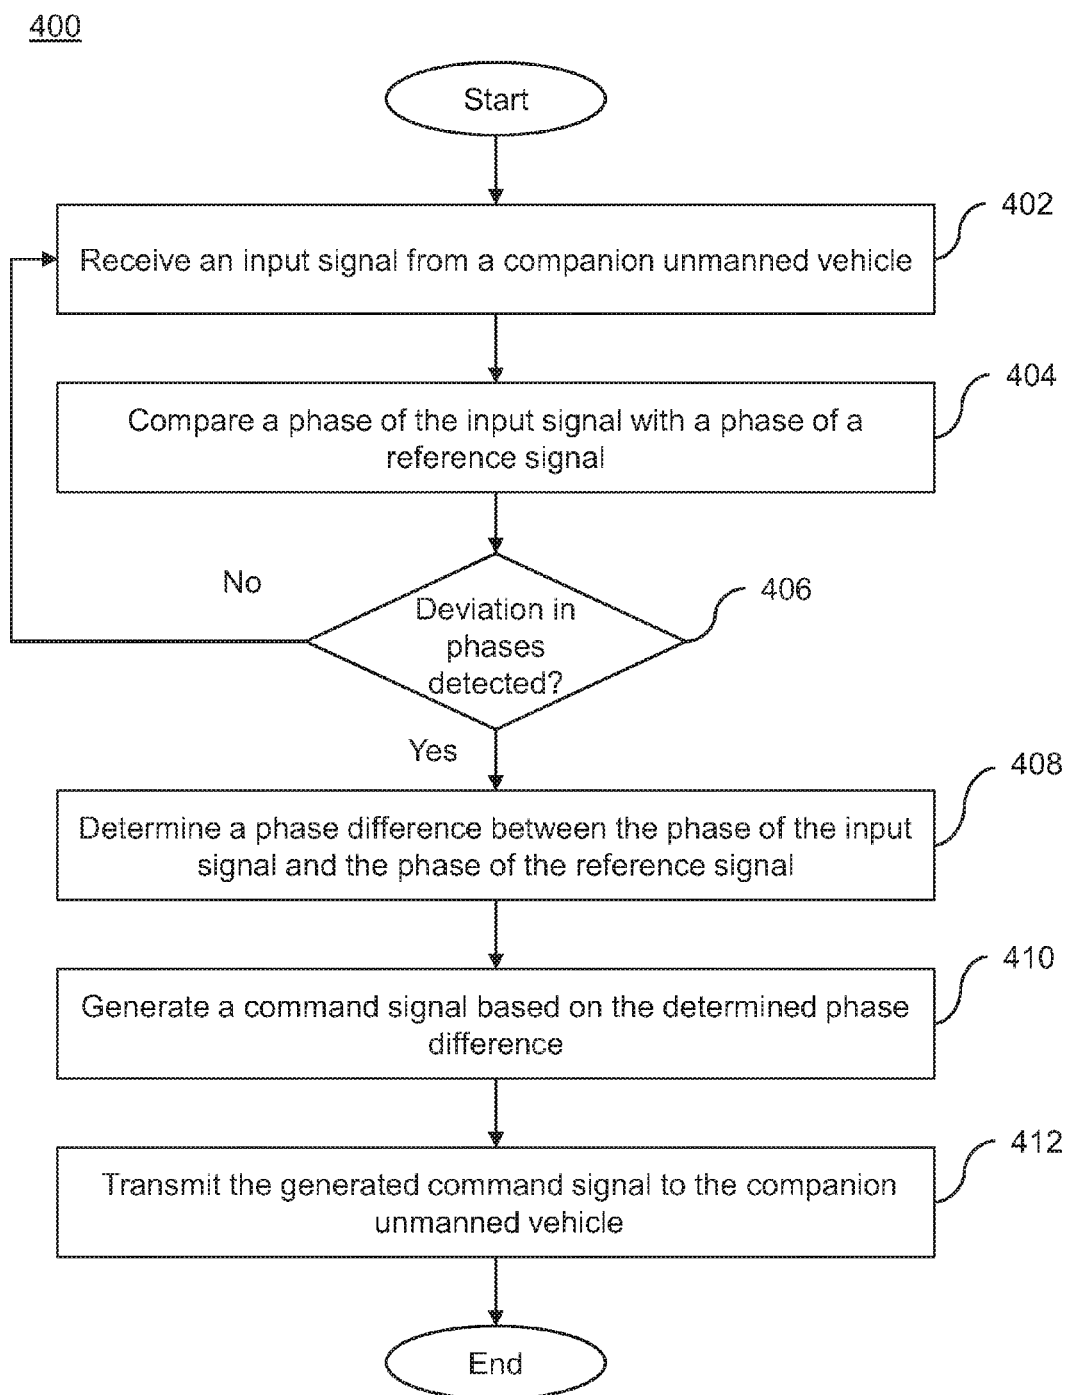 400
Start
402
Receive an input signal from a companion unmanned vehicle
404
Compare a phase of the input signal with a phase of a
reference signal
No
406
Deviation in
phases
detected?
Yes
408
Determine a phase difference between the phase of the input
signal and the phase of the reference signal
410
Generate a command signal based on the determined phase
difference
412
Transmit the generated command signal to the companion
unmanned vehicle
End